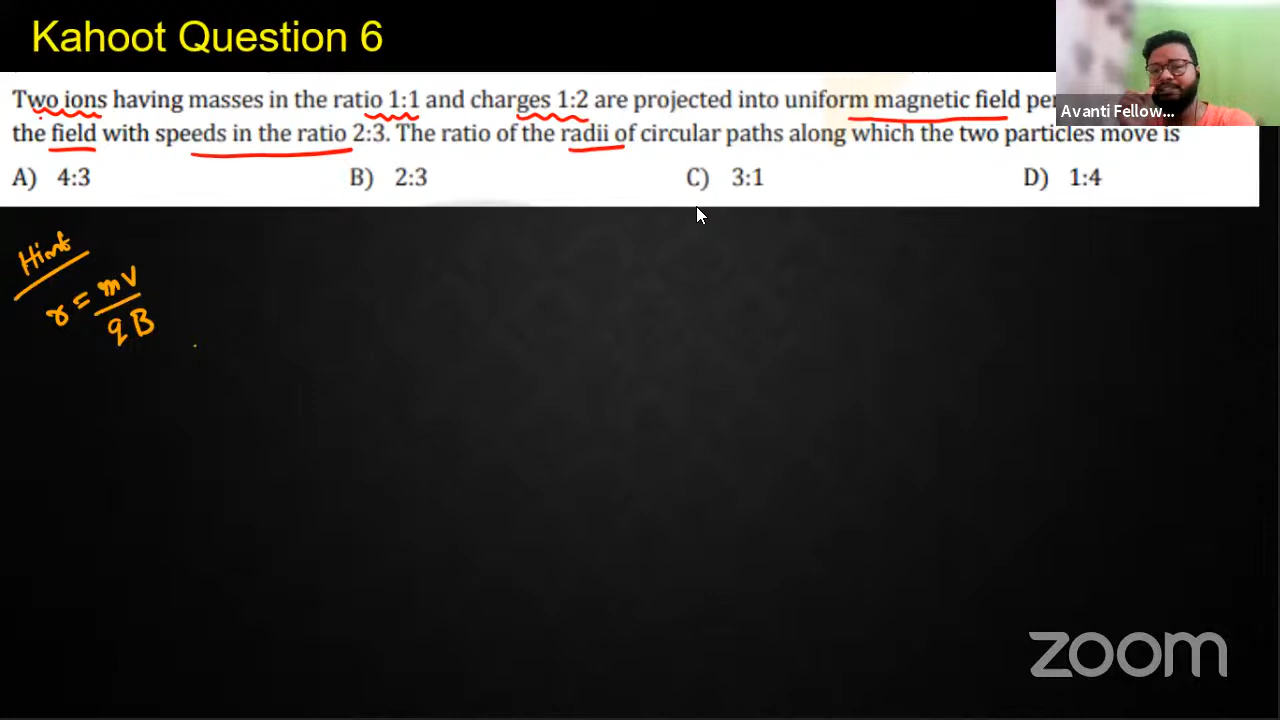 Kahoot Question 6
Two ions having masses in the ratio 1:1 and charges 1:2 are projected into uniform magnetic field
Avanti Fellow...
the field with speeds in the ratio 2:3. The ratio of the radii of circular paths along which the two particles move is
A) 4:3 B) 2:3 C) 3:1 D) 1:4
Hint
r = mv
qB
zoom